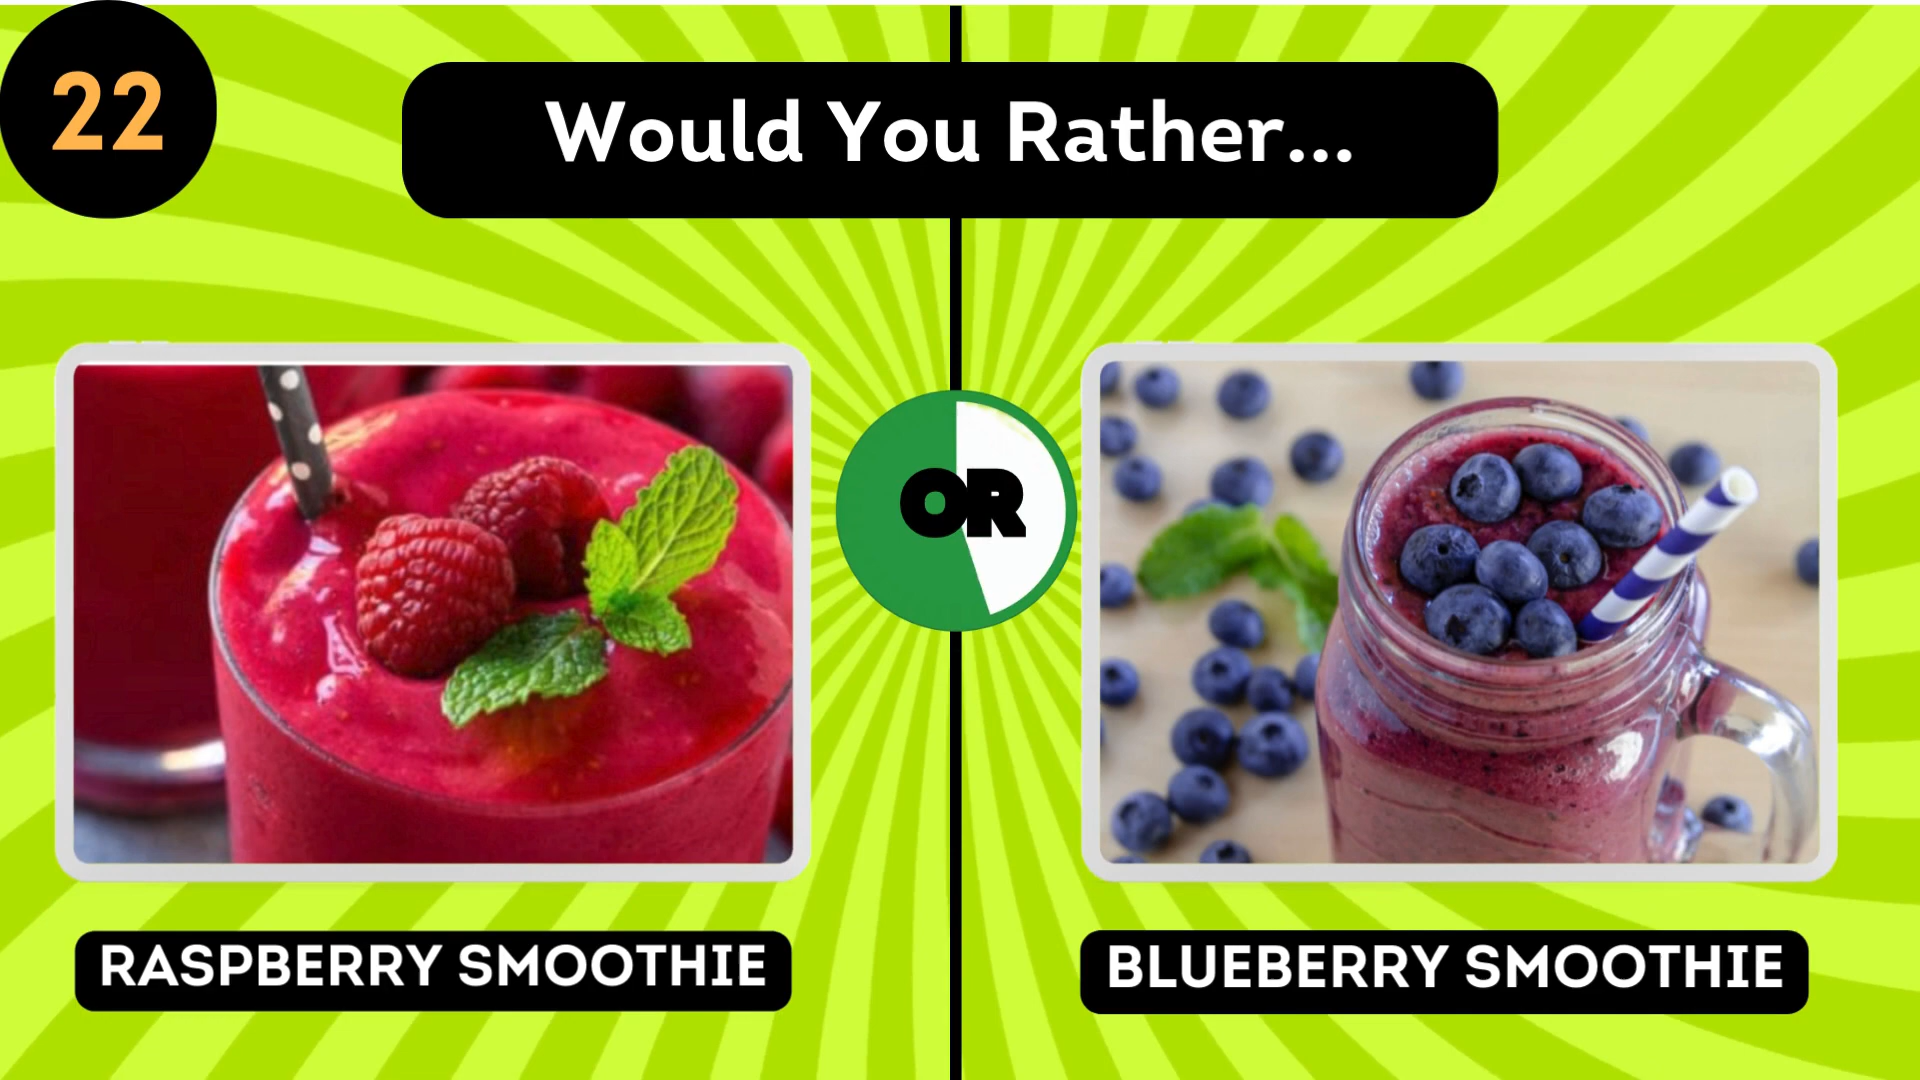 22
Would You Rather...
OR
RASPBERRY SMOOTHIE
BLUEBERRY SMOOTHIE